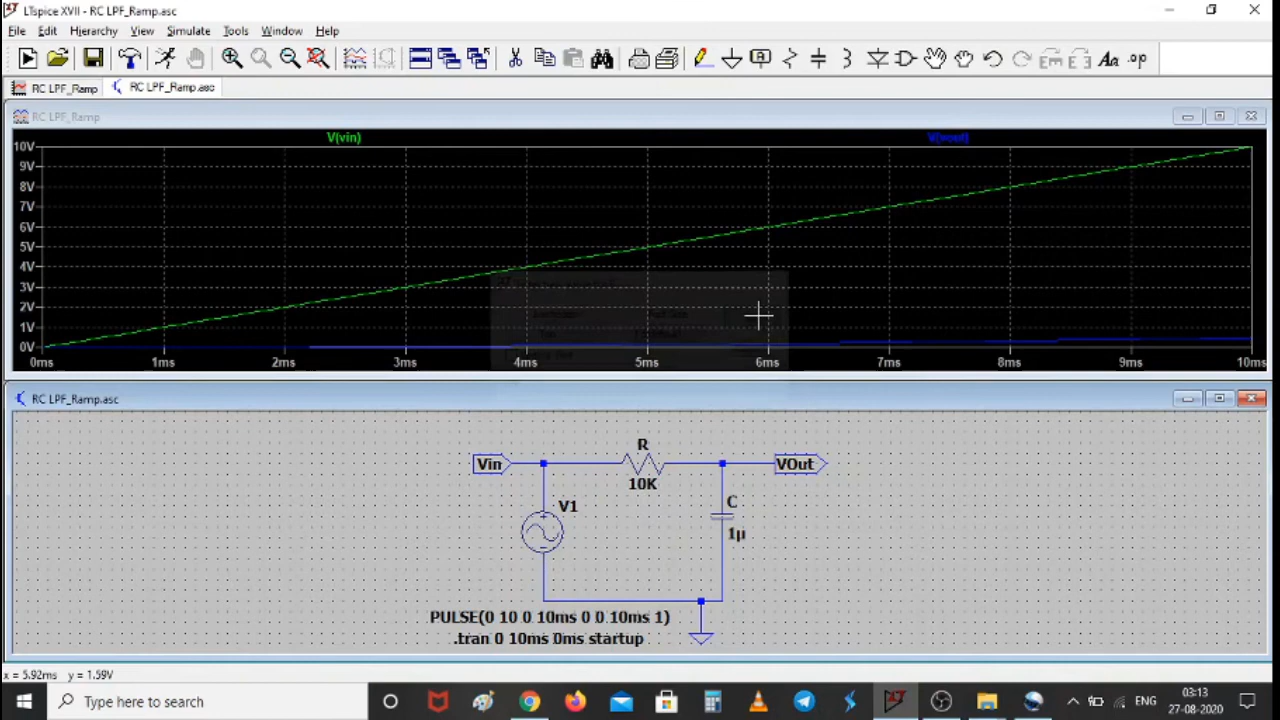 LTspice XVII - RC LPF_Ramp.asc
File Edit Hierarchy View Simulate Tools Window Help
Aa .op
RC LPF_Ramp RC LPF_Ramp.asc
RC LPF_Ramp
V(vin) V(vout)
10V
9V
8V
7V
6V
5V
4V
3V
2V
1V
0V
0ms 1ms 2ms 3ms 4ms 5ms 6ms 7ms 8ms 9ms 10ms
RC LPF_Ramp.asc
R
Vin VOut
10K
C
V1
1µ
PULSE(0 10 0 10ms 0 0 10ms 1)
.tran 0 10ms 0ms startup
x = 5.92ms y = 1.59V
Type here to search
ENG
03:13
27-08-2020